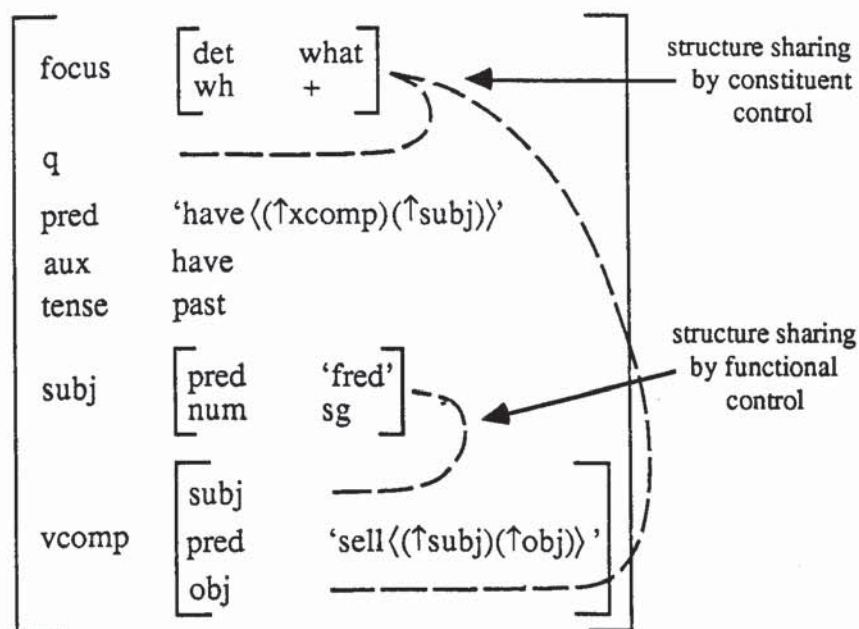 focus det what
wh +
structure sharing
by constituent
control
q
pred ‘have⟨(↑xcomp)(↑subj)⟩’
aux have
tense past
structure sharing
by functional
control
subj pred ‘fred’
num sg
subj
vcomp pred ‘sell⟨(↑subj)(↑obj)⟩’
obj